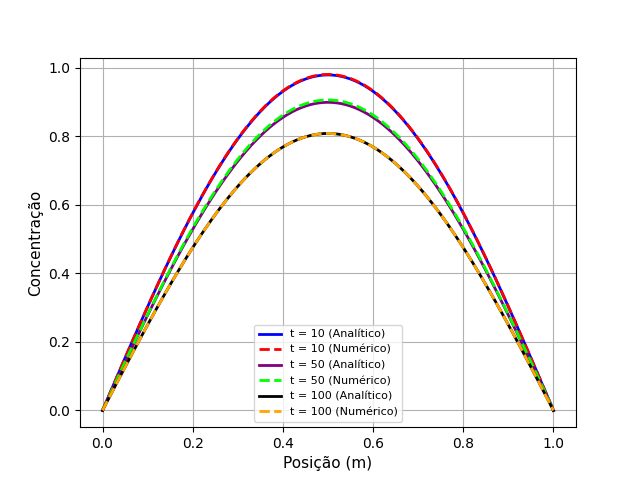 1.0
0.8
0.6
0.4
0.2
0.0
Concentração
t = 10 (Analítico)
t = 10 (Numérico)
t = 50 (Analítico)
t = 50 (Numérico)
t = 100 (Analítico)
t = 100 (Numérico)
0.0 0.2 0.4 0.6 0.8 1.0
Posição (m)